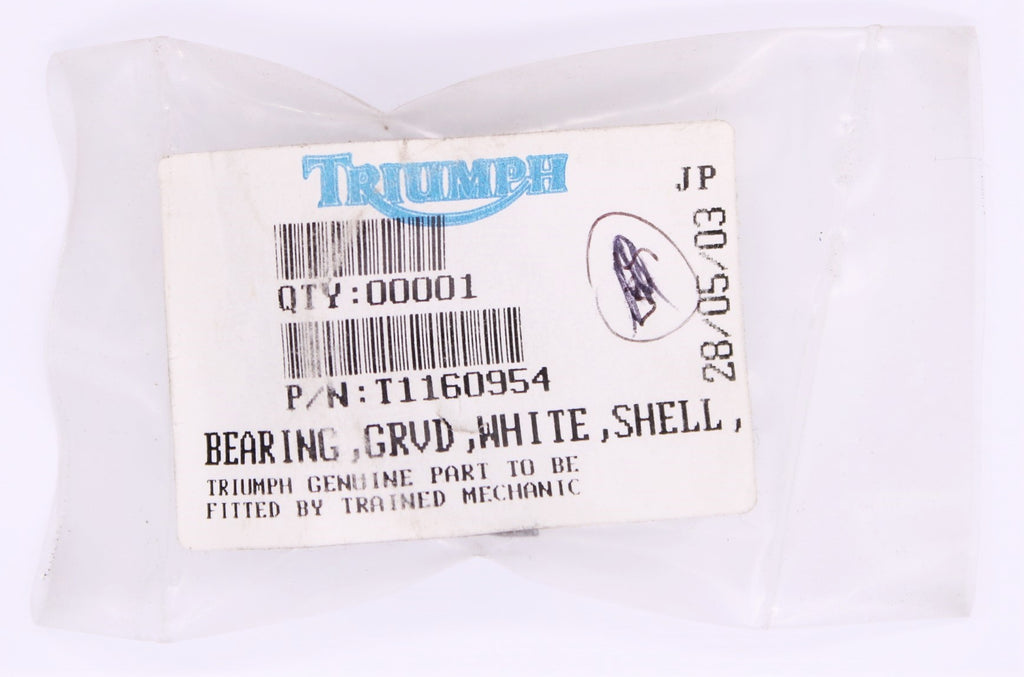 TRIUMPH
JP
28/05/03
QTY:00001
P/N:T1160954
BEARING,GRVD,WHITE,SHELL,
TRIUMPH GENUINE PART TO BE
FITTED BY TRAINED MECHANIC